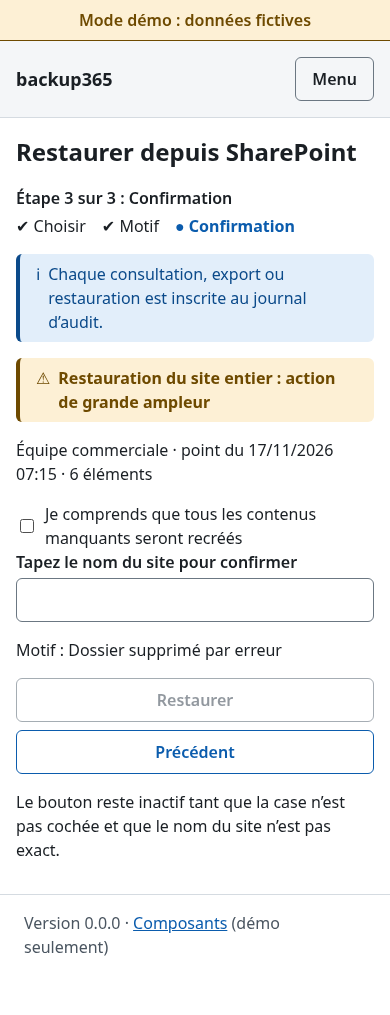 Mode démo : données fictives
backup365
Menu
Restaurer depuis SharePoint
Étape 3 sur 3 : Confirmation
✔ Choisir ✔ Motif ● Confirmation
i Chaque consultation, export ou
restauration est inscrite au journal
d’audit.
⚠ Restauration du site entier : action
de grande ampleur
Équipe commerciale · point du 17/11/2026
07:15 · 6 éléments
Je comprends que tous les contenus
manquants seront recréés
Tapez le nom du site pour confirmer
Motif : Dossier supprimé par erreur
Restaurer
Précédent
Le bouton reste inactif tant que la case n’est
pas cochée et que le nom du site n’est pas
exact.
Version 0.0.0 · Composants (démo
seulement)